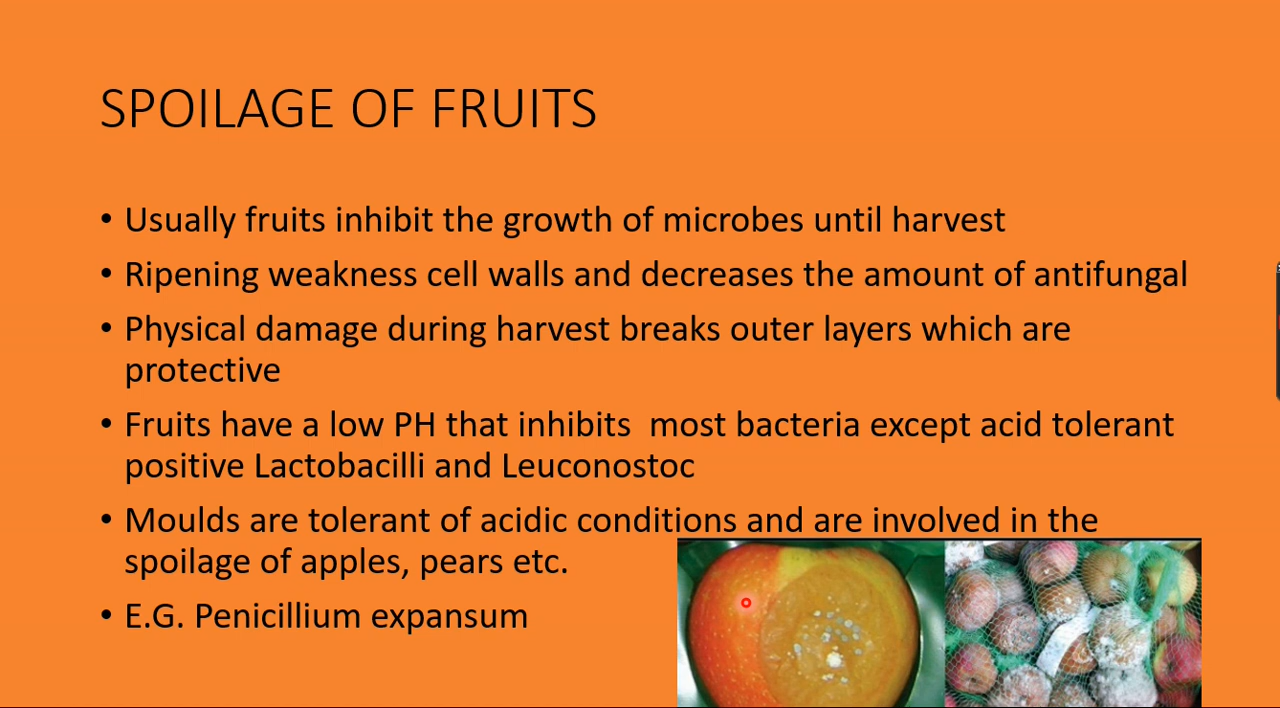 SPOILAGE OF FRUITS
• Usually fruits inhibit the growth of microbes until harvest
• Ripening weakness cell walls and decreases the amount of antifungal
• Physical damage during harvest breaks outer layers which are
protective
• Fruits have a low PH that inhibits  most bacteria except acid tolerant
positive Lactobacilli and Leuconostoc
• Moulds are tolerant of acidic conditions and are involved in the
spoilage of apples, pears etc.
• E.G. Penicillium expansum